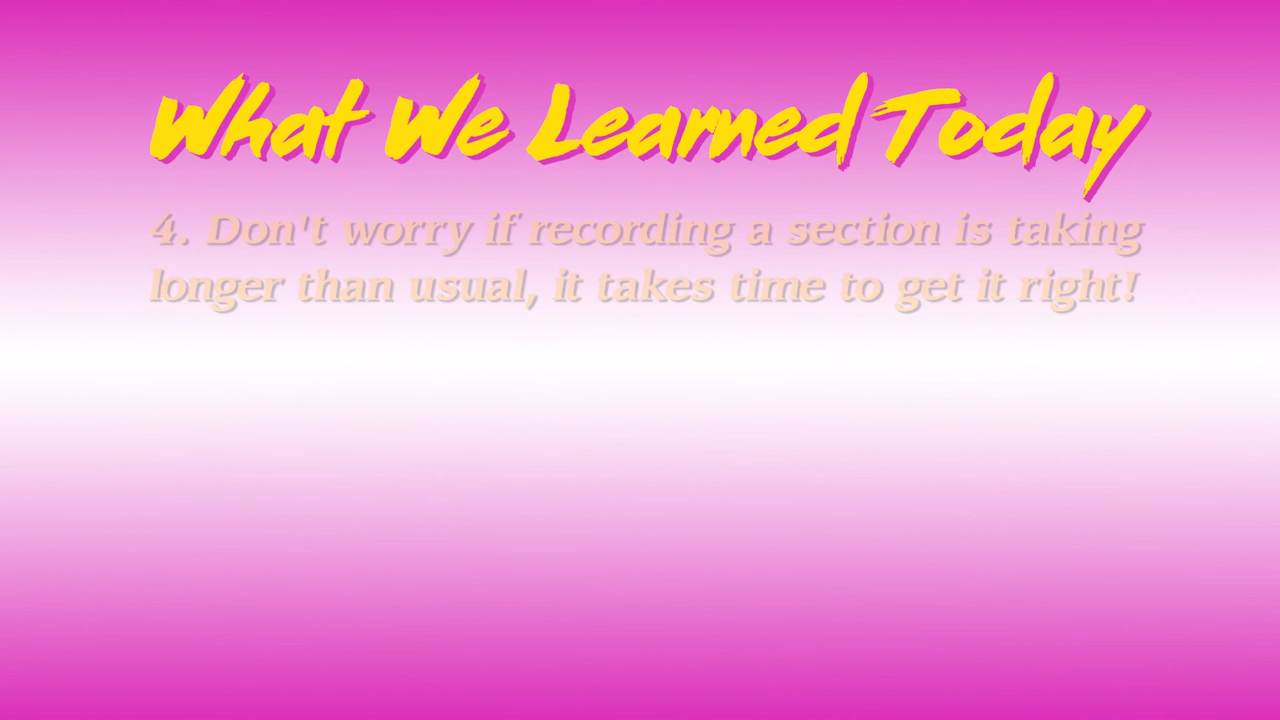 What We Learned Today
4. Don't worry if recording a section is taking
longer than usual, it takes time to get it right!